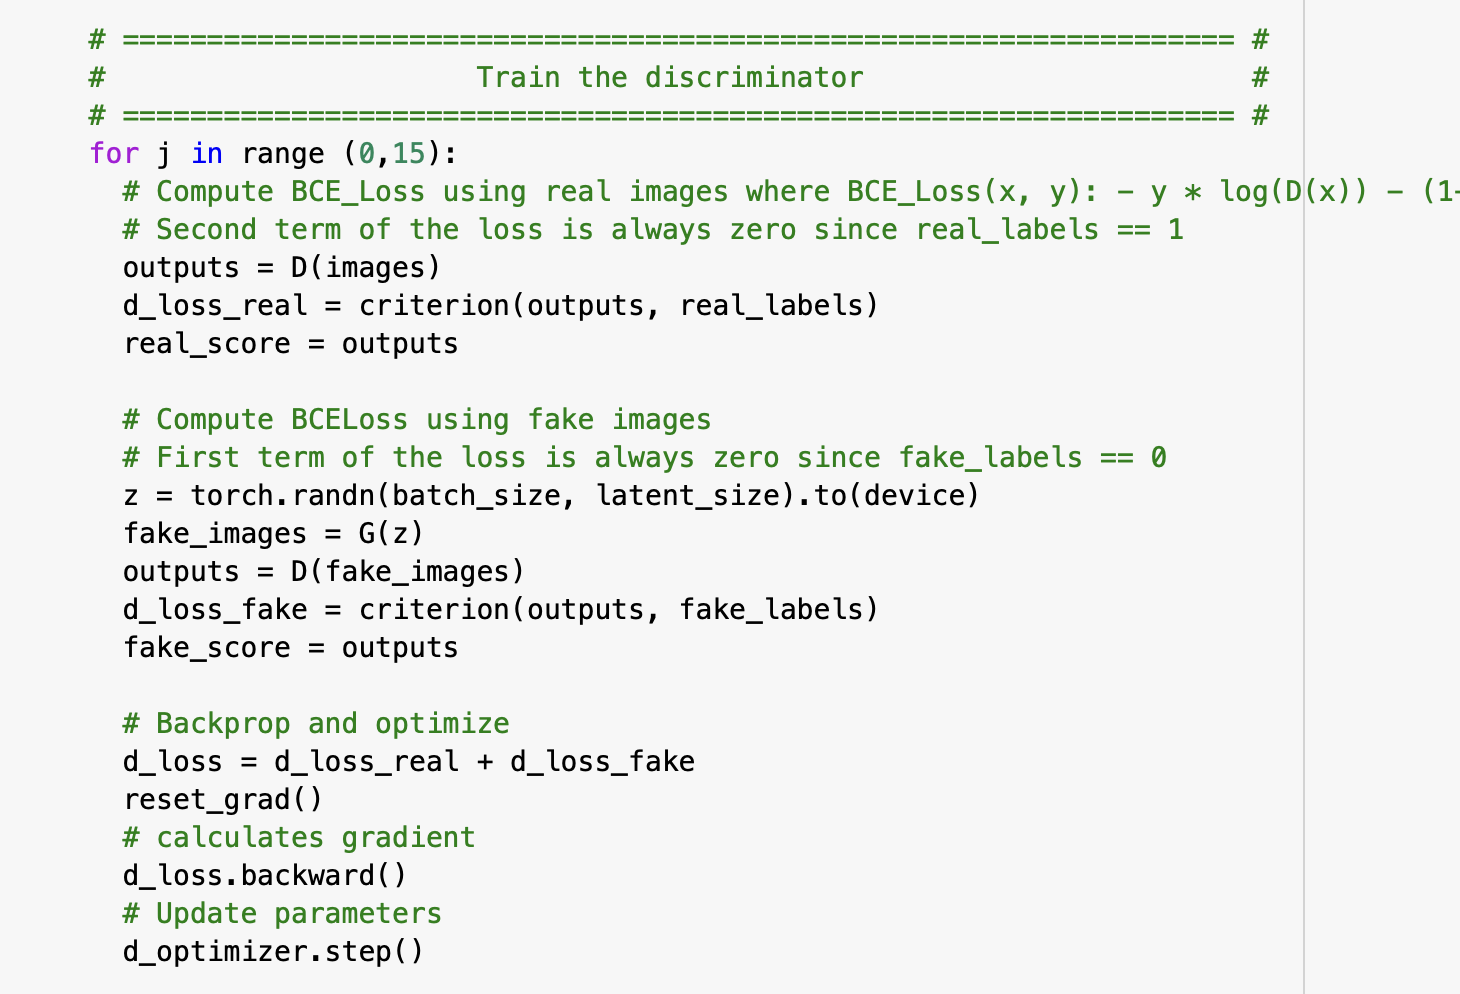 # ================================================================== #
#                      Train the discriminator                       #
# ================================================================== #
for j in range (0,15):
  # Compute BCE_Loss using real images where BCE_Loss(x, y): - y * log(D(x)) - (1-
  # Second term of the loss is always zero since real_labels == 1
  outputs = D(images)
  d_loss_real = criterion(outputs, real_labels)
  real_score = outputs

  # Compute BCELoss using fake images
  # First term of the loss is always zero since fake_labels == 0
  z = torch.randn(batch_size, latent_size).to(device)
  fake_images = G(z)
  outputs = D(fake_images)
  d_loss_fake = criterion(outputs, fake_labels)
  fake_score = outputs

  # Backprop and optimize
  d_loss = d_loss_real + d_loss_fake
  reset_grad()
  # calculates gradient
  d_loss.backward()
  # Update parameters
  d_optimizer.step()